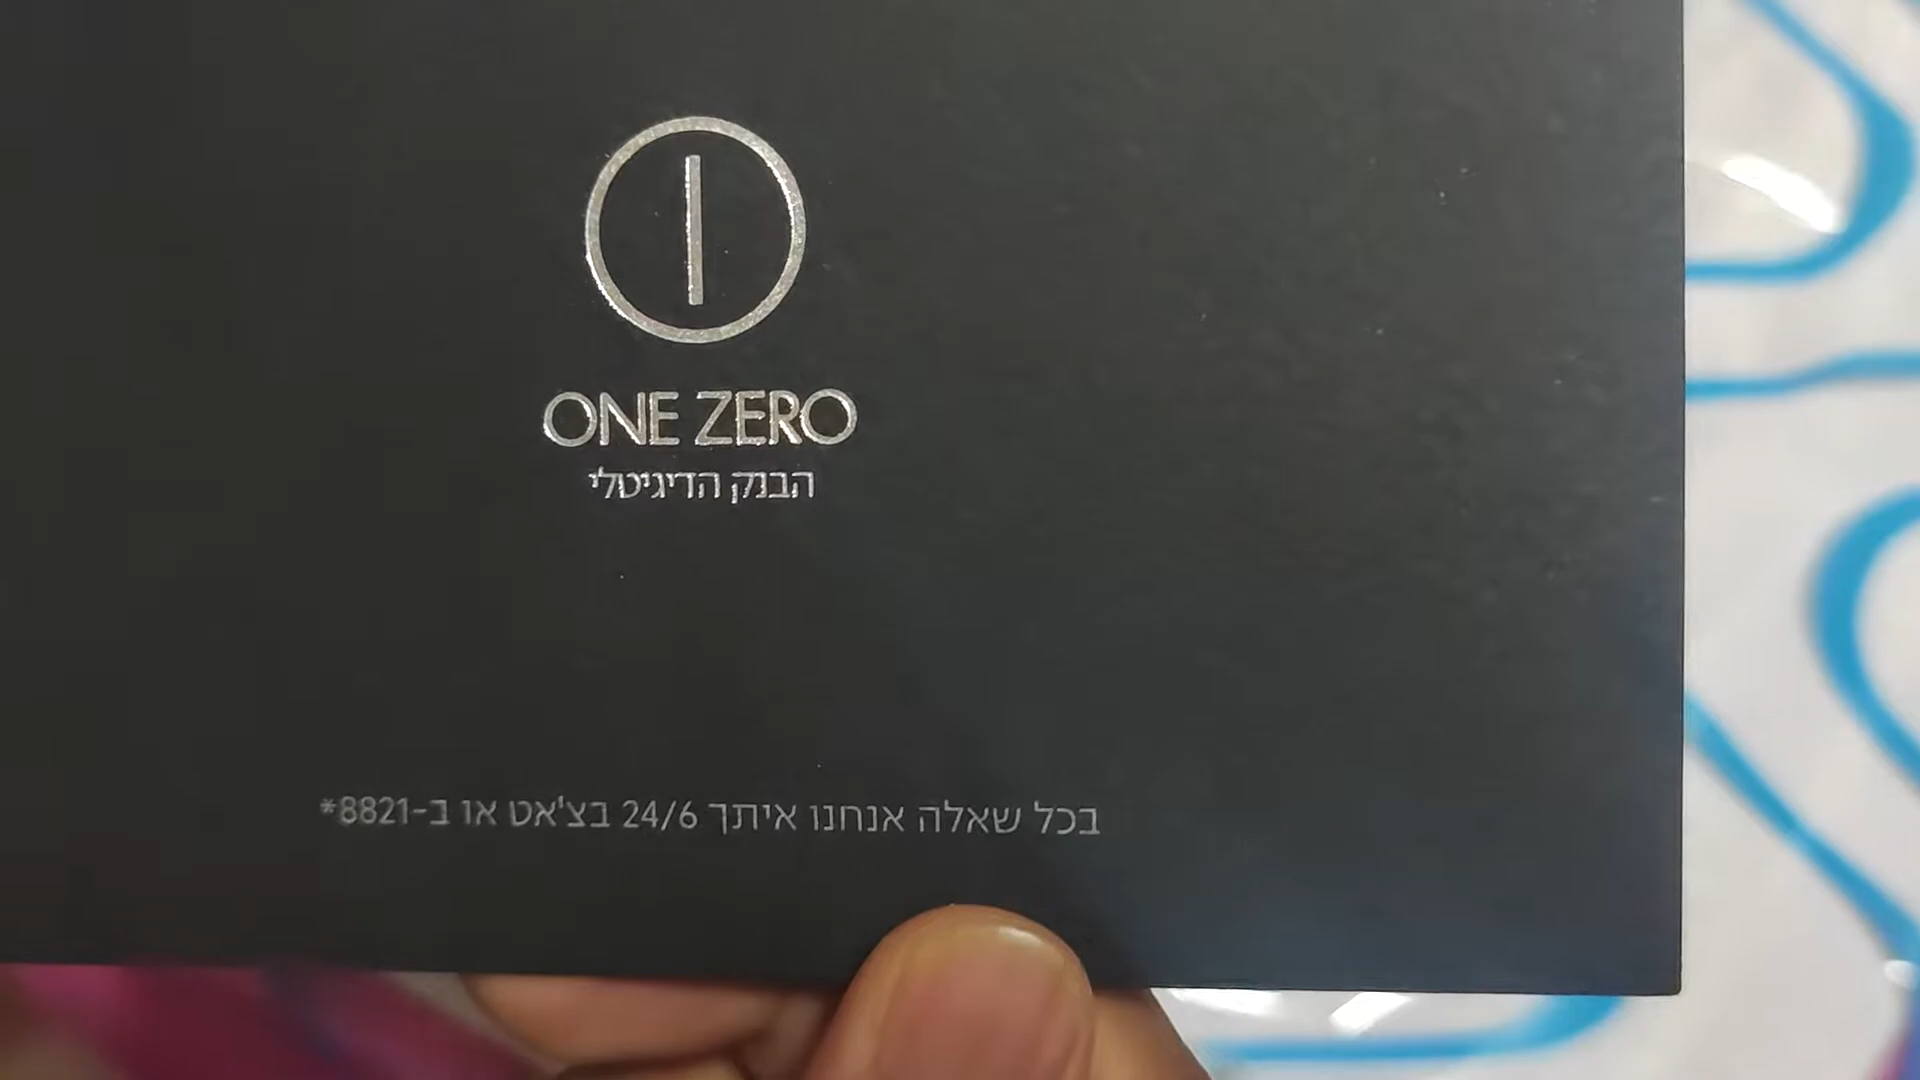 ONE ZERO
הבנק הדיגיטלי
בכל שאלה אנחנו איתך 24/6 בצ'אט או ב-8821*